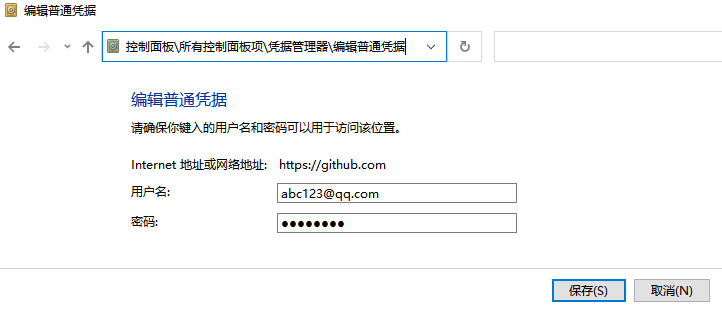 编辑普通凭据
控制面板\所有控制面板项\凭据管理器\编辑普通凭据
编辑普通凭据
请确保你键入的用户名和密码可以用于访问该位置。
Internet 地址或网络地址: https://github.com
用户名: abc123@qq.com
密码: ●●●●●●●●
保存(S) 取消(N)